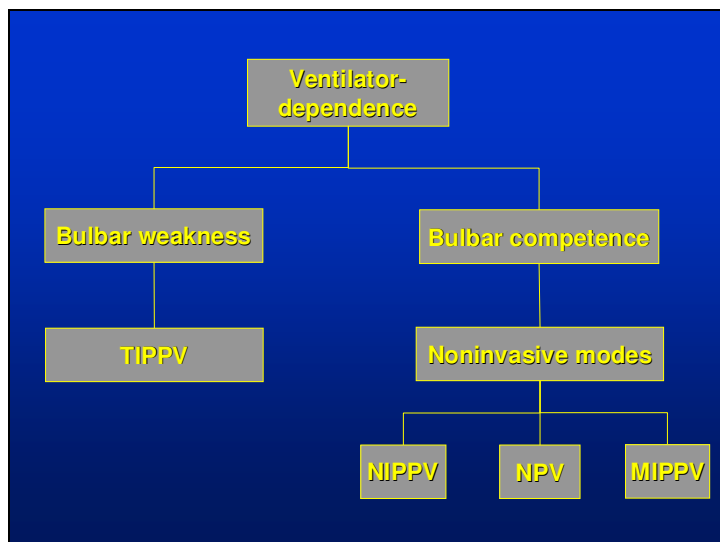 Ventilator-
dependence
Bulbar weakness
Bulbar competence
TIPPV
Noninvasive modes
NIPPV
NPV
MIPPV